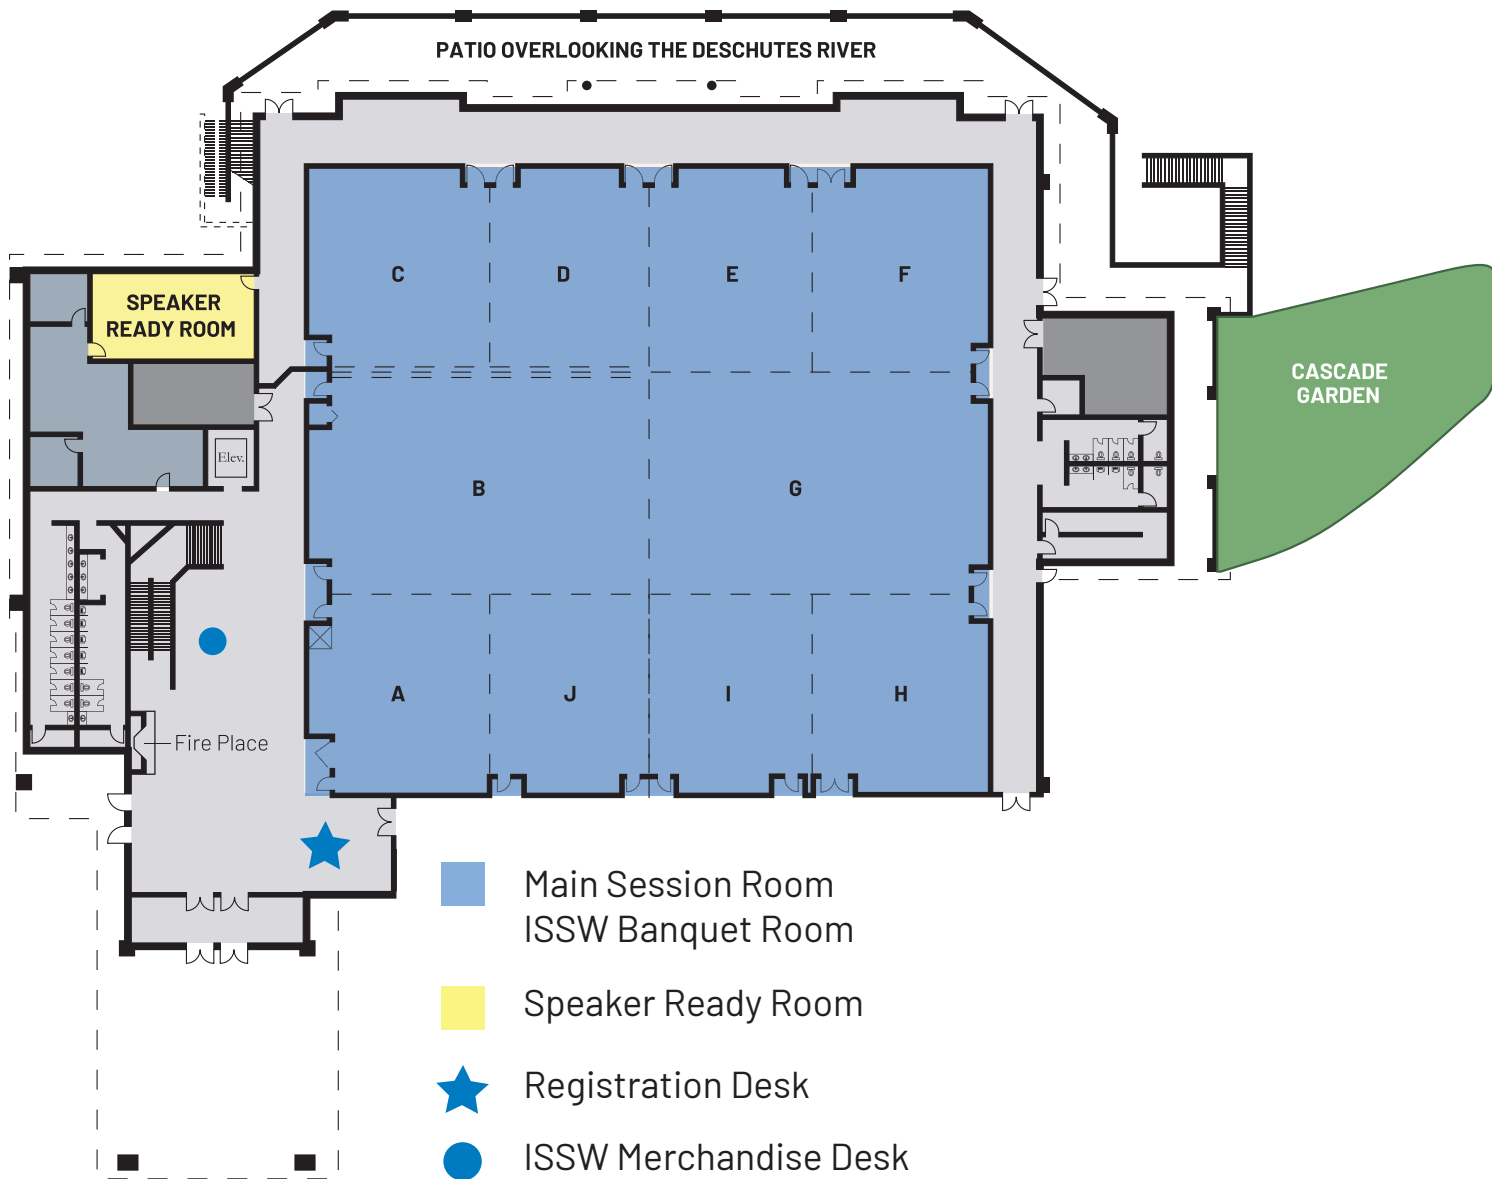 PATIO OVERLOOKING THE DESCHUTES RIVER
C
D
E
F
SPEAKER
READY ROOM
CASCADE
GARDEN
Elev.
B
G
A
J
I
H
Fire Place
Main Session Room
ISSW Banquet Room
Speaker Ready Room
Registration Desk
ISSW Merchandise Desk